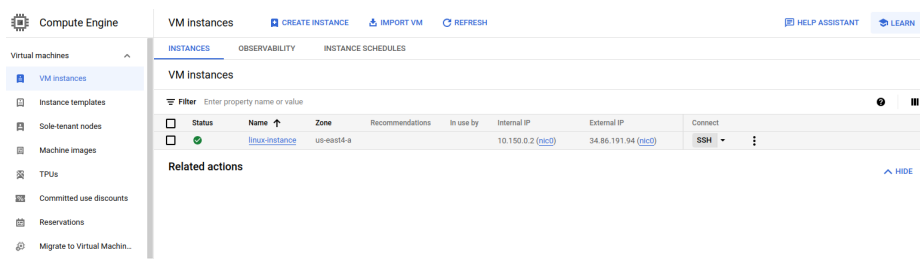 Compute Engine
VM instances CREATE INSTANCE IMPORT VM REFRESH HELP ASSISTANT LEARN
Virtual machines
INSTANCES OBSERVABILITY INSTANCE SCHEDULES
VM instances
VM instances
Instance templates
Filter Enter property name or value
Sole-tenant nodes
Status Name Zone Recommendations In use by Internal IP External IP Connect
Machine images
linux-instance us-east4-a 10.150.0.2 (nic0) 34.86.191.94 (nic0) SSH
TPUs
Related actions
HIDE
Committed use discounts
Reservations
Migrate to Virtual Machin...